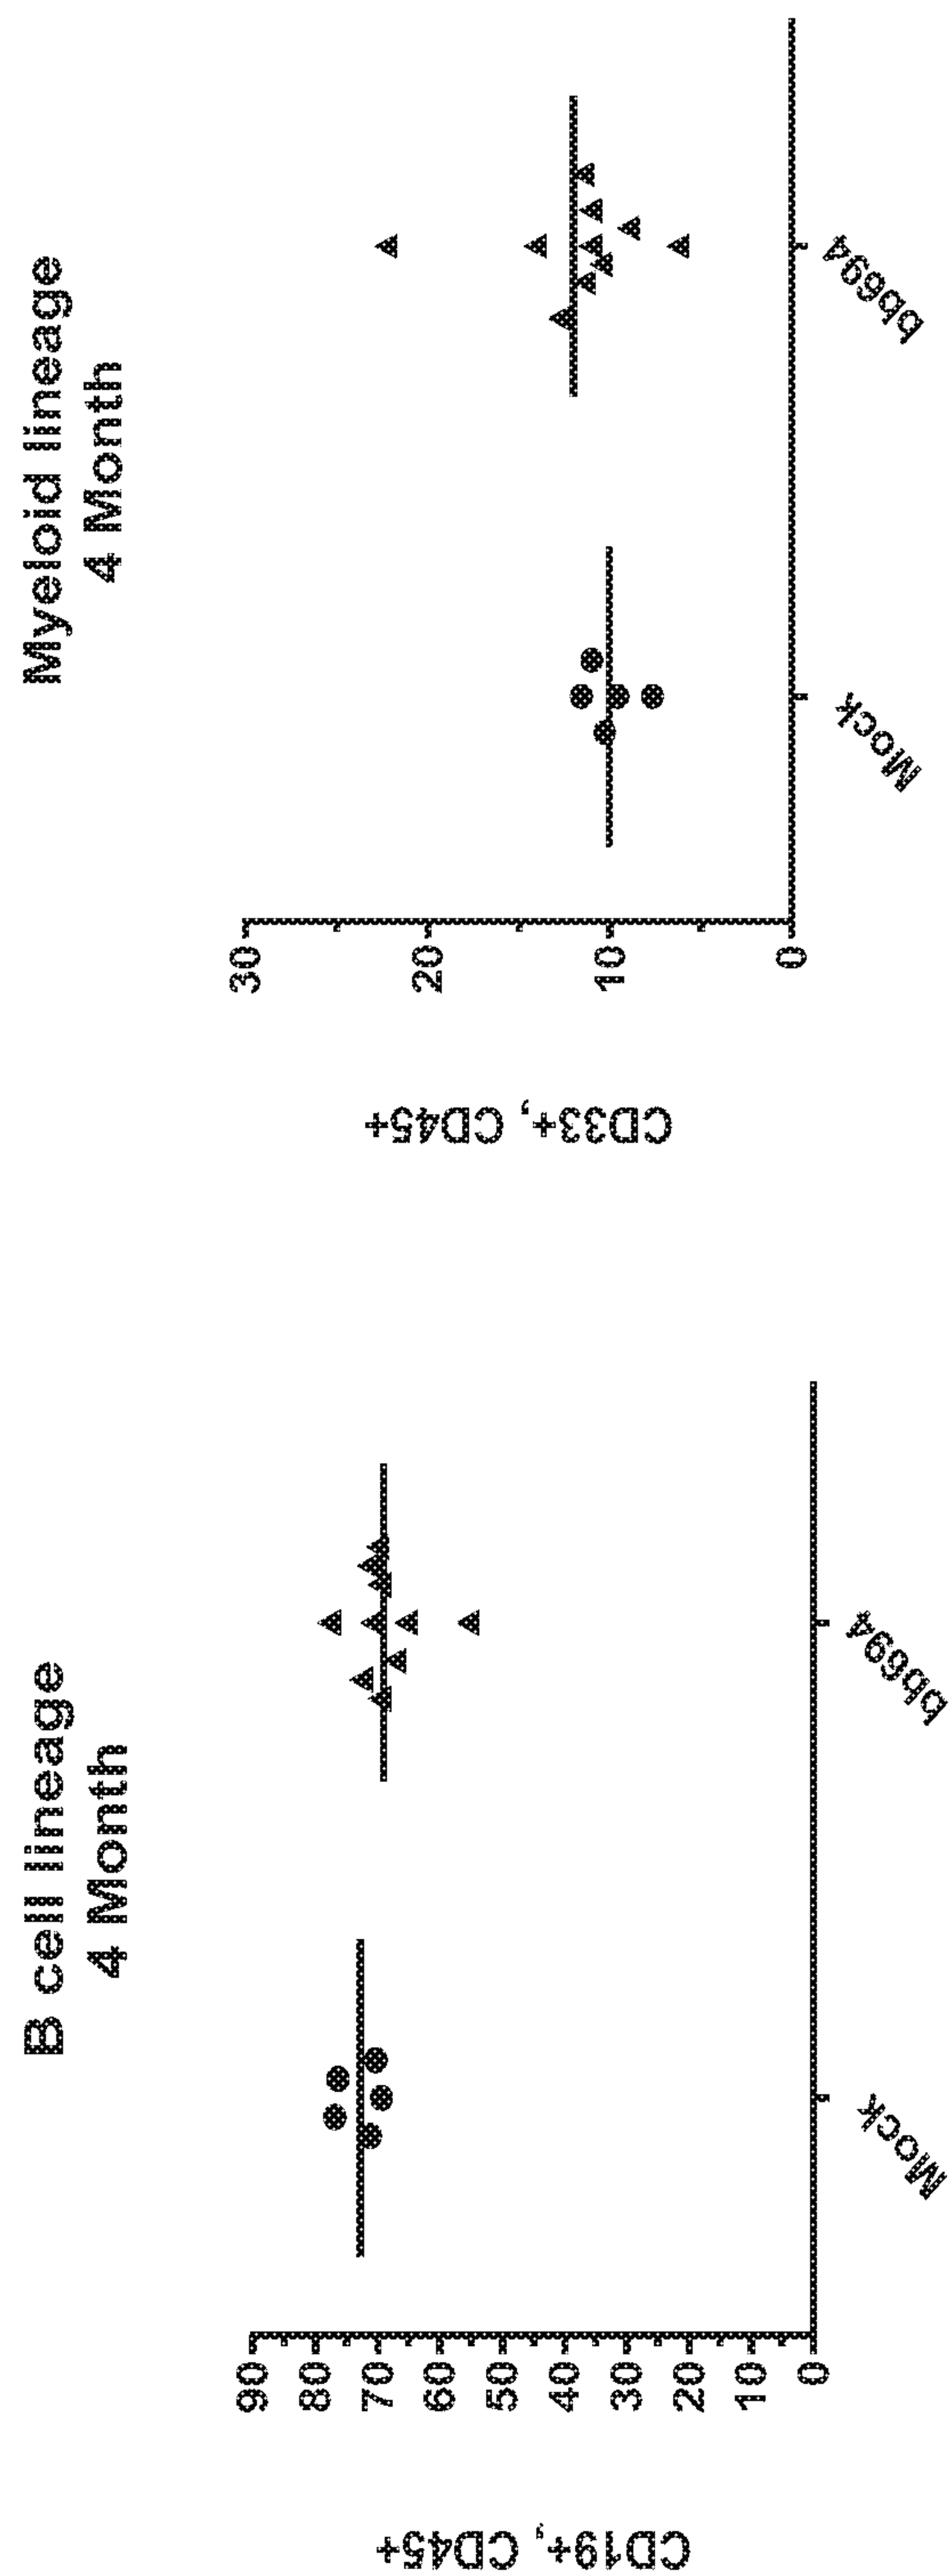 B cell lineage
4 Month
CD19+, CD45+
90
80
70
60
50
40
30
20
10
0
Mock
bb694
Myeloid lineage
4 Month
CD33+, CD45+
30
20
10
0
Mock
bb694